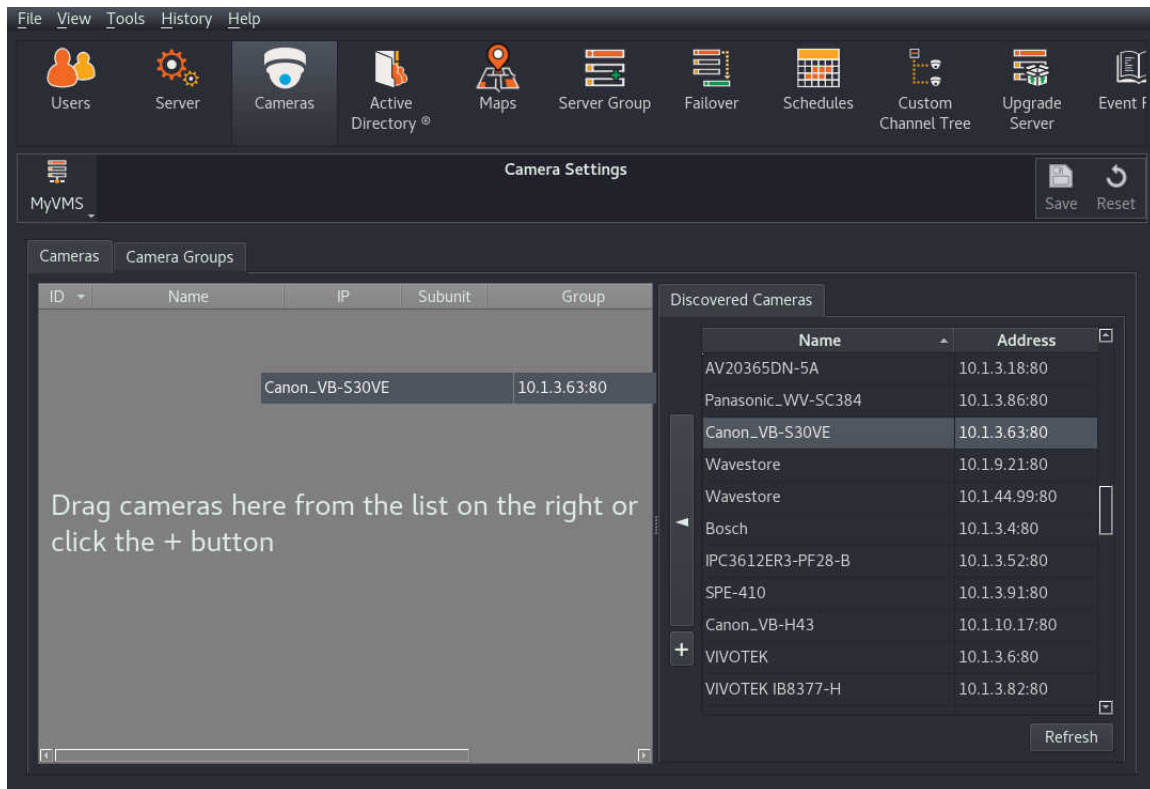 File View Tools History Help
Users Server Cameras Active Directory ® Maps Server Group Failover Schedules Custom Channel Tree Upgrade Server Event
MyVMS
Camera Settings
Save Reset
Cameras Camera Groups
ID Name IP Subunit Group
Canon_VB-S30VE 10.1.3.63:80
Drag cameras here from the list on the right or
click the + button
Discovered Cameras
Name Address
AV20365DN-5A 10.1.3.18:80
Panasonic_WV-SC384 10.1.3.86:80
Canon_VB-S30VE 10.1.3.63:80
Wavestore 10.1.9.21:80
Wavestore 10.1.44.99:80
Bosch 10.1.3.4:80
IPC3612ER3-PF28-B 10.1.3.52:80
SPE-410 10.1.3.91:80
Canon_VB-H43 10.1.10.17:80
+
VIVOTEK 10.1.3.6:80
VIVOTEK IB8377-H 10.1.3.82:80
Refresh